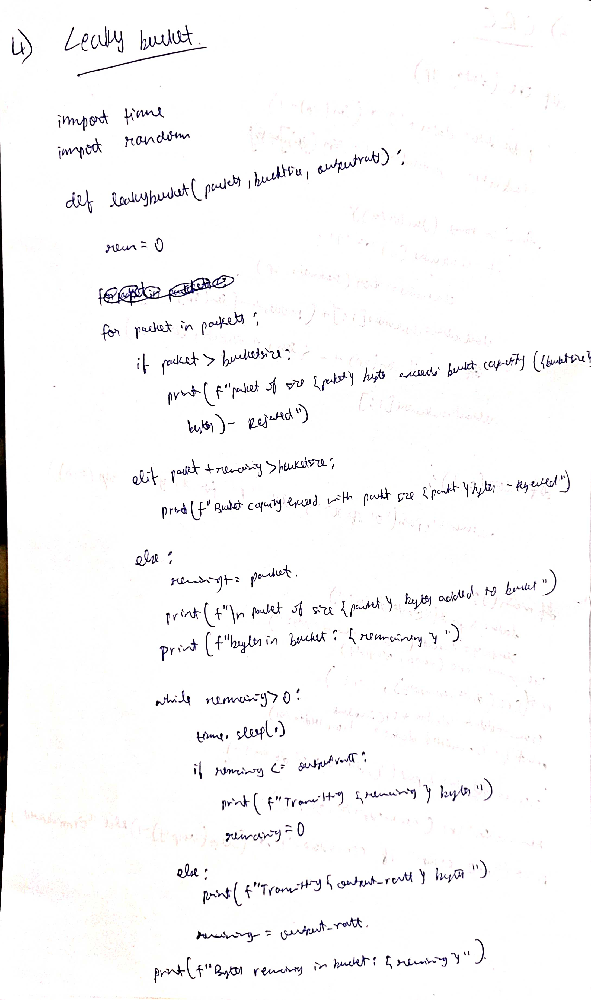 4) Leaky bucket.
import time
import random
def leakybucket(packets, bucktsize, outputrate):
rem = 0
for packet in packets:
if packet > bucketsize:
print(f"packet of size {packet} byte exceeds bucket capacity ({bucketsize}
bytes) - Rejected")
elif packet + remaining > bucketsize:
print(f"Bucket capacity exceed with packet size {packet} bytes - Rejected")
else:
remaining += packet.
print(f"\n packet of size {packet} bytes added to bucket")
print(f"bytes in bucket: {remaining}")
while remaining > 0:
time.sleep(1)
if remaining <= outputrate:
print(f"Transmitting {remaining} bytes")
remaining = 0
else:
print(f"Transmitting {output_rate} bytes")
remaining -= output_rate.
print(f"Bytes remaining in bucket: {remaining}").